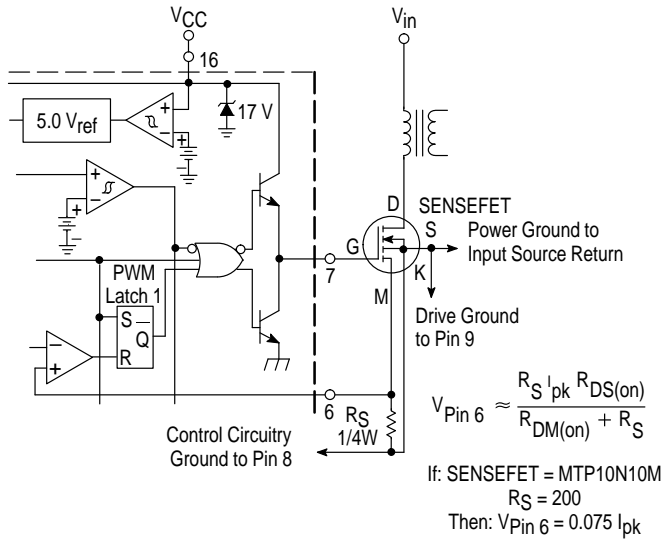 VCC
Vin
16
5.0 Vref
+
–
+
–
17 V
+
–
+
–
D
SENSEFET
S
Power Ground to
Input Source Return
G
K
7
M
PWM
Latch 1
S
Q
R
Drive Ground
to Pin 9
–
+
6
RS
1/4W
Control Circuitry
Ground to Pin 8
VPin 6 ≈ RS Ipk RDS(on)
RDM(on) + RS
If: SENSEFET = MTP10N10M
RS = 200
Then: VPin 6 = 0.075 Ipk